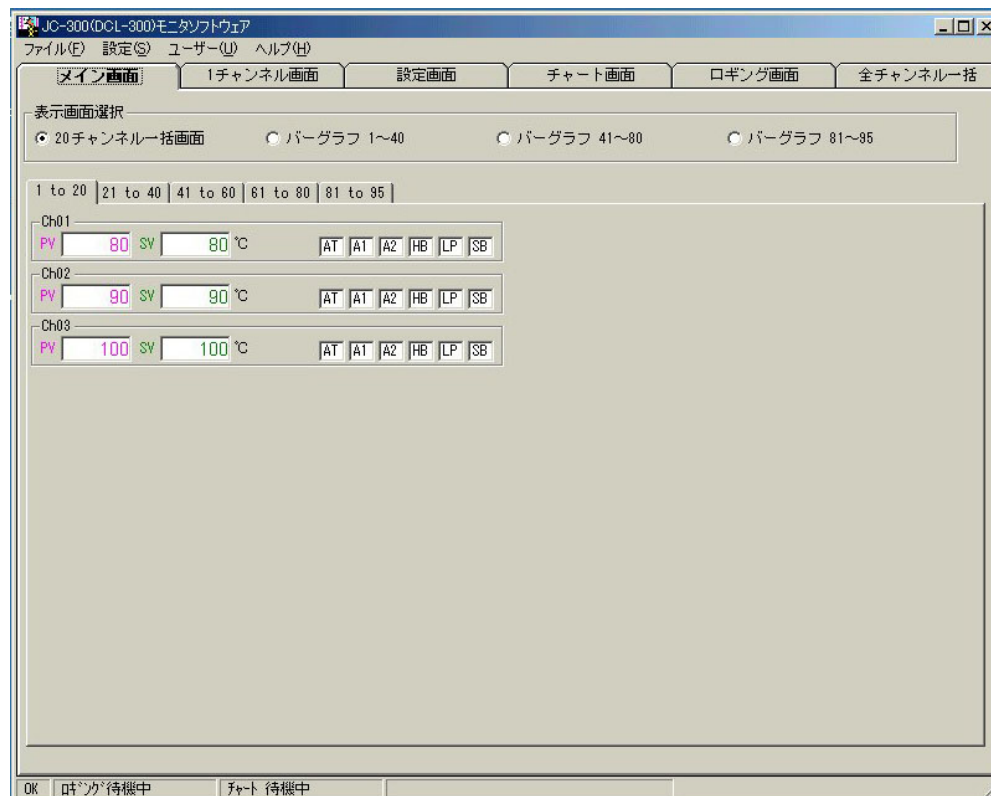 JC-300(DCL-300)モニタソフトウェア
ファイル(F) 設定(S) ユーザー(U) ヘルプ(H)
メイン画面 1チャンネル画面 設定画面 チャート画面 ロギング画面 全チャンネル一括
表示画面選択
20チャンネル一括画面 バーグラフ 1～40 バーグラフ 41～80 バーグラフ 81～95
1 to 20 21 to 40 41 to 60 61 to 80 81 to 95
Ch01
PV 80 SV 80 ℃ AT A1 A2 HB LP SB
Ch02
PV 90 SV 90 ℃ AT A1 A2 HB LP SB
Ch03
PV 100 SV 100 ℃ AT A1 A2 HB LP SB
OK ﾛｷﾞﾝｸﾞ待機中 ﾁｬｰﾄ 待機中